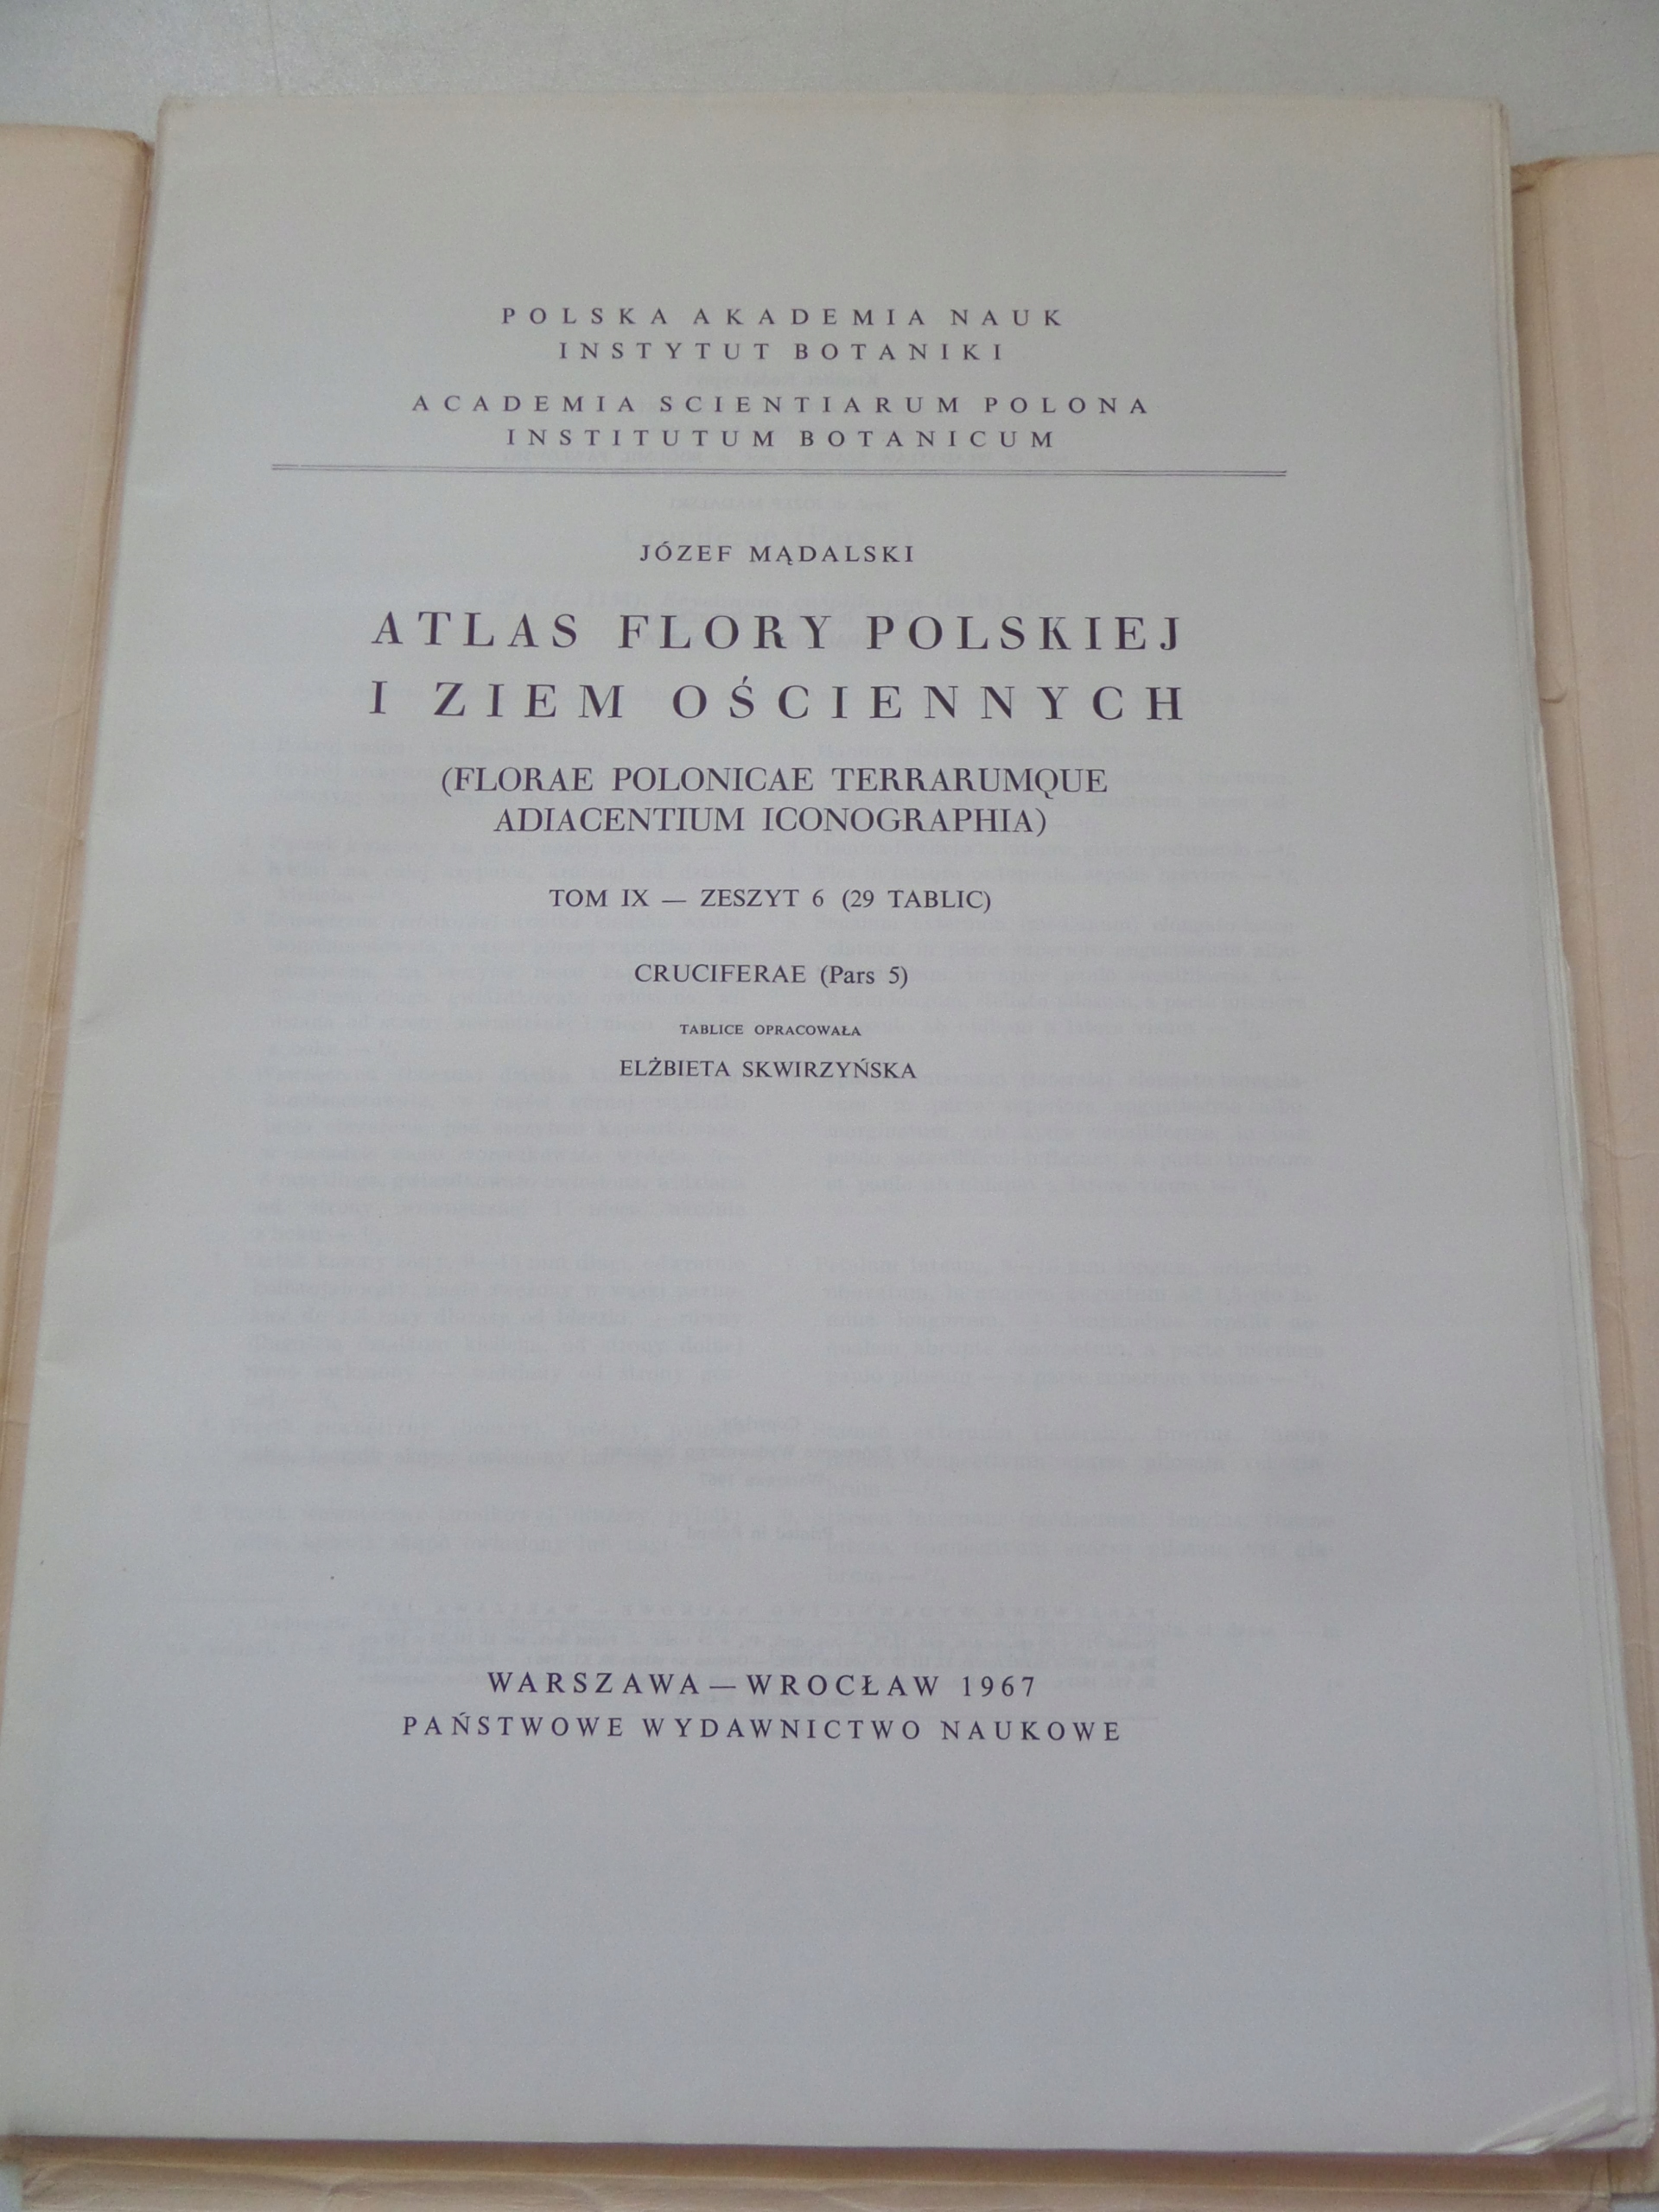 POLSKA AKADEMIA NAUK
INSTYTUT BOTANIKI
ACADEMIA SCIENTIARUM POLONA
INSTITUTUM BOTANICUM
JÓZEF MĄDALSKI
ATLAS FLORY POLSKIEJ
I ZIEM OŚCIENNYCH
(FLORAE POLONICAE TERRARUMQUE
ADIACENTIUM ICONOGRAPHIA)
TOM IX — ZESZYT 6 (29 TABLIC)
CRUCIFERAE (Pars 5)
TABLICE OPRACOWAŁA
ELŻBIETA SKWIRZYŃSKA
WARSZAWA — WROCŁAW 1967
PAŃSTWOWE WYDAWNICTWO NAUKOWE